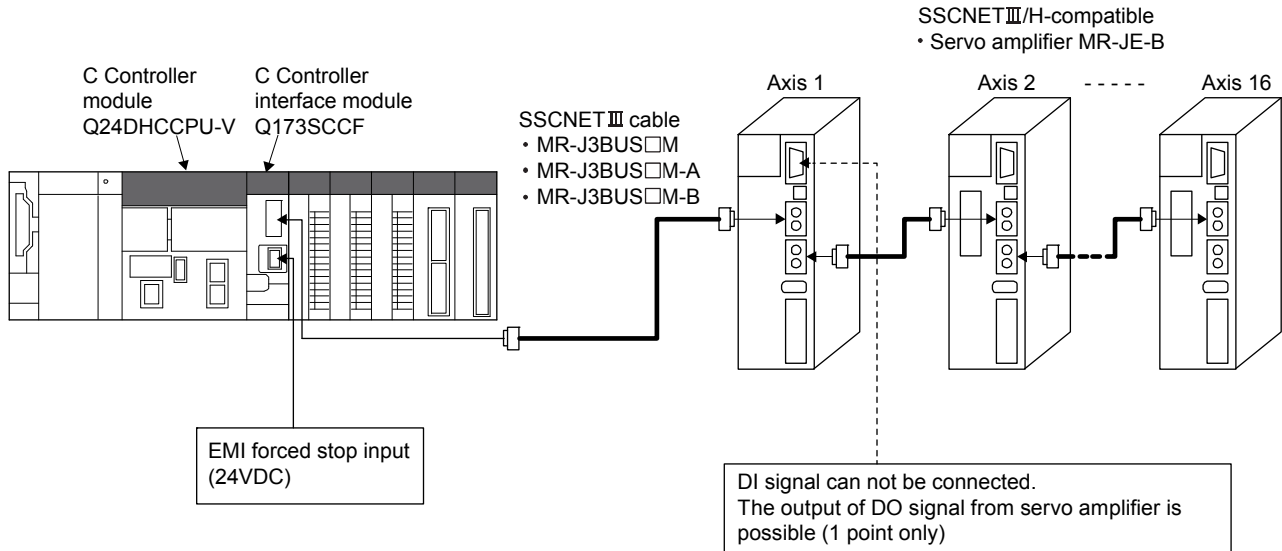 SSCNETⅢ/H-compatible
・Servo amplifier MR-JE-B
C Controller
module
Q24DHCCPU-V
C Controller
interface module
Q173SCCF
SSCNETⅢ cable
・MR-J3BUS□M
・MR-J3BUS□M-A
・MR-J3BUS□M-B
Axis 1
Axis 2
Axis 16
EMI forced stop input
(24VDC)
DI signal can not be connected.
The output of DO signal from servo amplifier is
possible (1 point only)